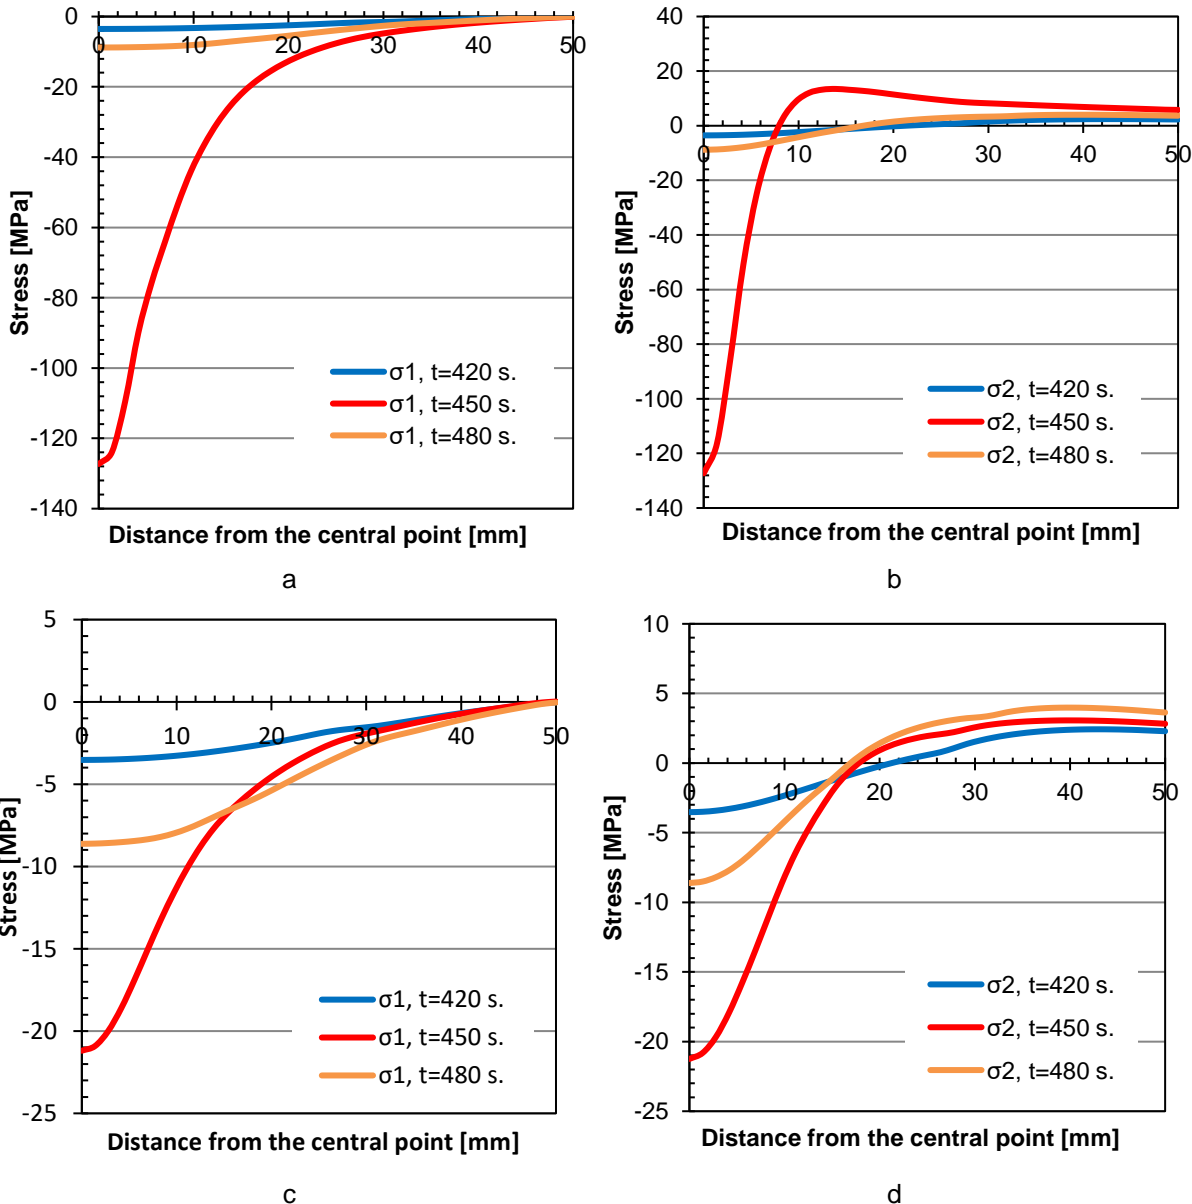 0
-20
-40
-60
-80
-100
-120
-140
0 10 20 30 40 50
Stress [MPa]
σ1, t=420 s.
σ1, t=450 s.
σ1, t=480 s.
Distance from the central point [mm]
a
40
20
0
-20
-40
-60
-80
-100
-120
-140
0 10 20 30 40 50
Stress [MPa]
σ2, t=420 s.
σ2, t=450 s.
σ2, t=480 s.
Distance from the central point [mm]
b
5
0
-5
-10
-15
-20
-25
0 10 20 30 40 50
Stress [MPa]
σ1, t=420 s.
σ1, t=450 s.
σ1, t=480 s.
Distance from the central point [mm]
c
10
5
0
-5
-10
-15
-20
-25
0 10 20 30 40 50
Stress [MPa]
σ2, t=420 s.
σ2, t=450 s.
σ2, t=480 s.
Distance from the central point [mm]
d